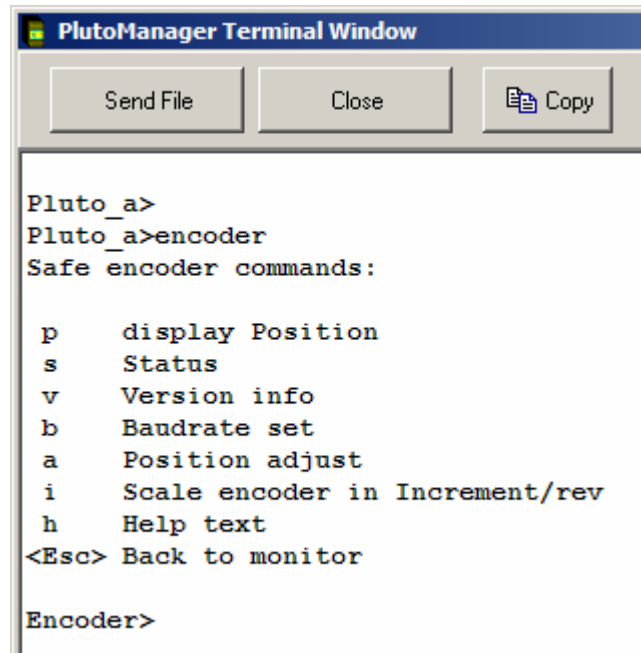 PlutoManager Terminal Window
Send File Close Copy
Pluto_a>
Pluto_a>encoder
Safe encoder commands:
p display Position
s Status
v Version info
b Baudrate set
a Position adjust
i Scale encoder in Increment/rev
h Help text
<Esc> Back to monitor
Encoder>